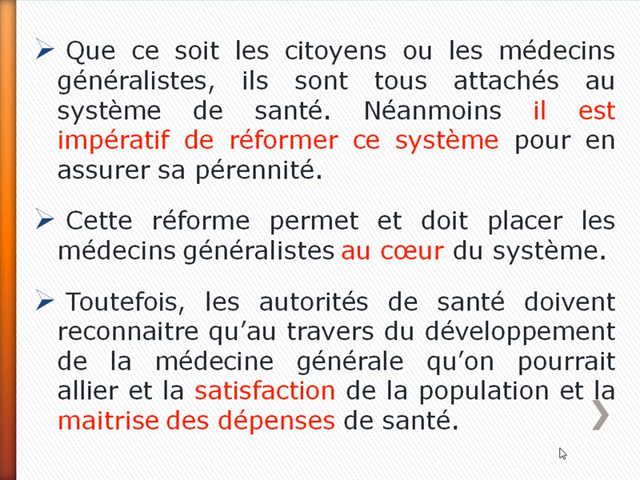 Que ce soit les citoyens ou les médecins
généralistes, ils sont tous attachés au
système de santé. Néanmoins il est
impératif de réformer ce système pour en
assurer sa pérennité.
Cette réforme permet et doit placer les
médecins généralistes au cœur du système.
Toutefois, les autorités de santé doivent
reconnaitre qu’au travers du développement
de la médecine générale qu’on pourrait
allier et la satisfaction de la population et la
maitrise des dépenses de santé.